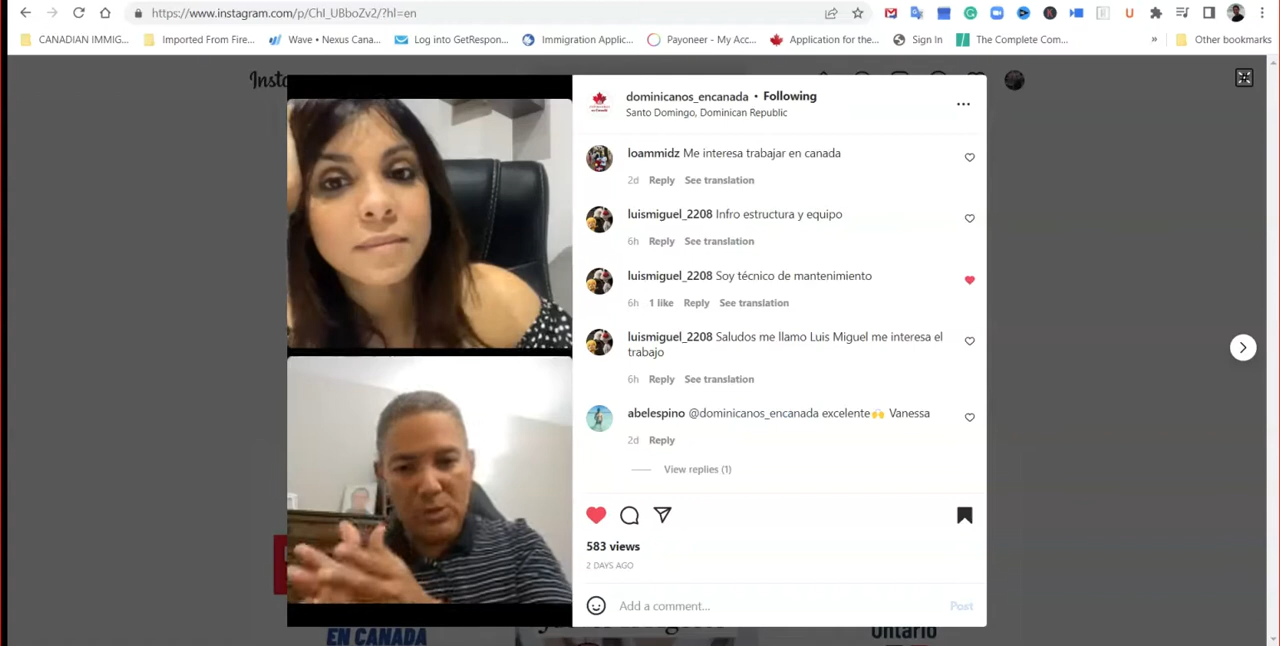 https://www.instagram.com/p/ChI_UBboZv2/?hl=en
CANADIAN IMMIG...
Imported From Fire...
Wave • Nexus Cana...
Log into GetRespon...
Immigration Applic...
Payoneer - My Acc...
Application for the...
Sign In
The Complete Com...
»
Other bookmarks
Inst
dominicanos_encanada • Following
Santo Domingo, Dominican Republic
loammidz Me interesa trabajar en canada
2d Reply See translation
luismiguel_2208 Infro estructura y equipo
6h Reply See translation
luismiguel_2208 Soy técnico de mantenimiento
6h 1 like Reply See translation
luismiguel_2208 Saludos me llamo Luis Miguel me interesa el
trabajo
6h Reply See translation
abelespino @dominicanos_encanada excelente🙌 Vanessa
2d Reply
View replies (1)
583 views
2 DAYS AGO
Add a comment...
Post
EN CANADA
Ontario